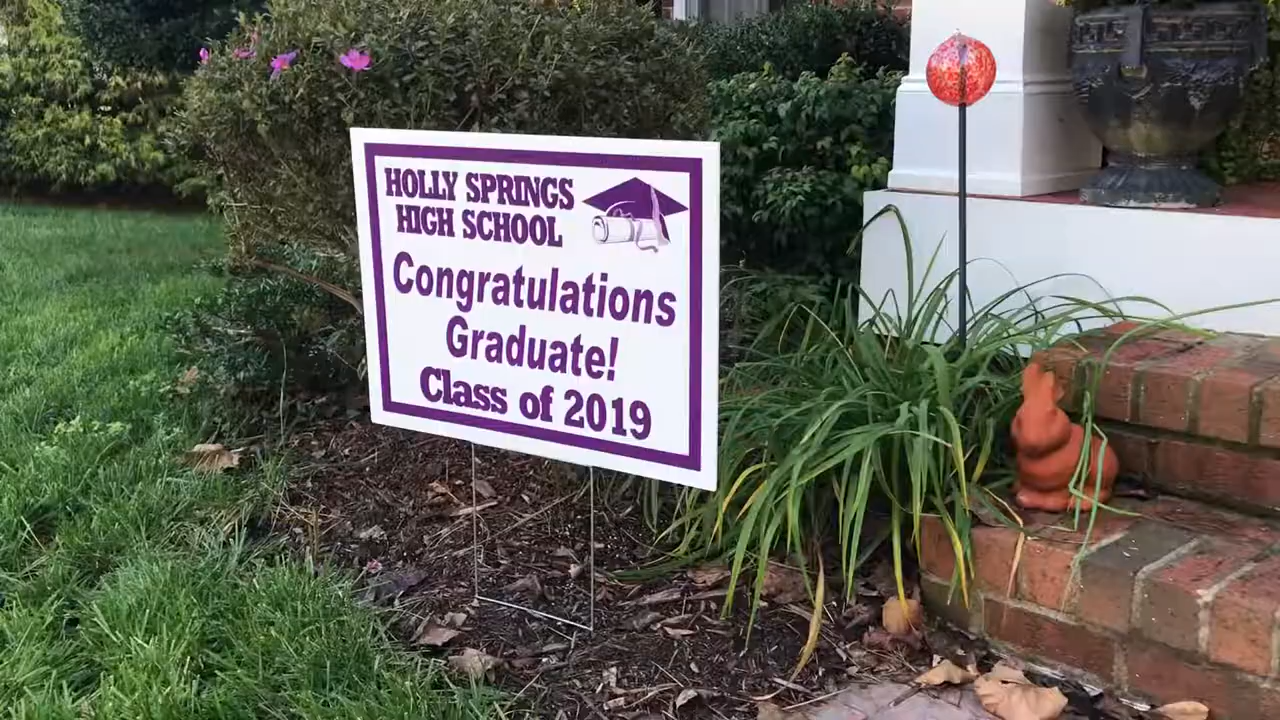 HOLLY SPRINGS
HIGH SCHOOL
Congratulations
Graduate!
Class of 2019